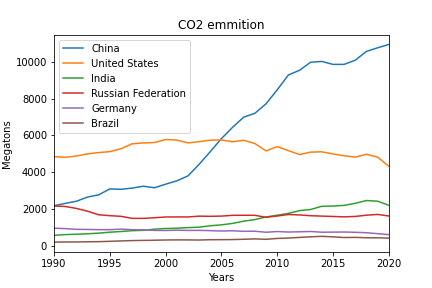 CO2 emmition
Megatons
10000
8000
6000
4000
2000
0
China
United States
India
Russian Federation
Germany
Brazil
1990 1995 2000 2005 2010 2015 2020
Years